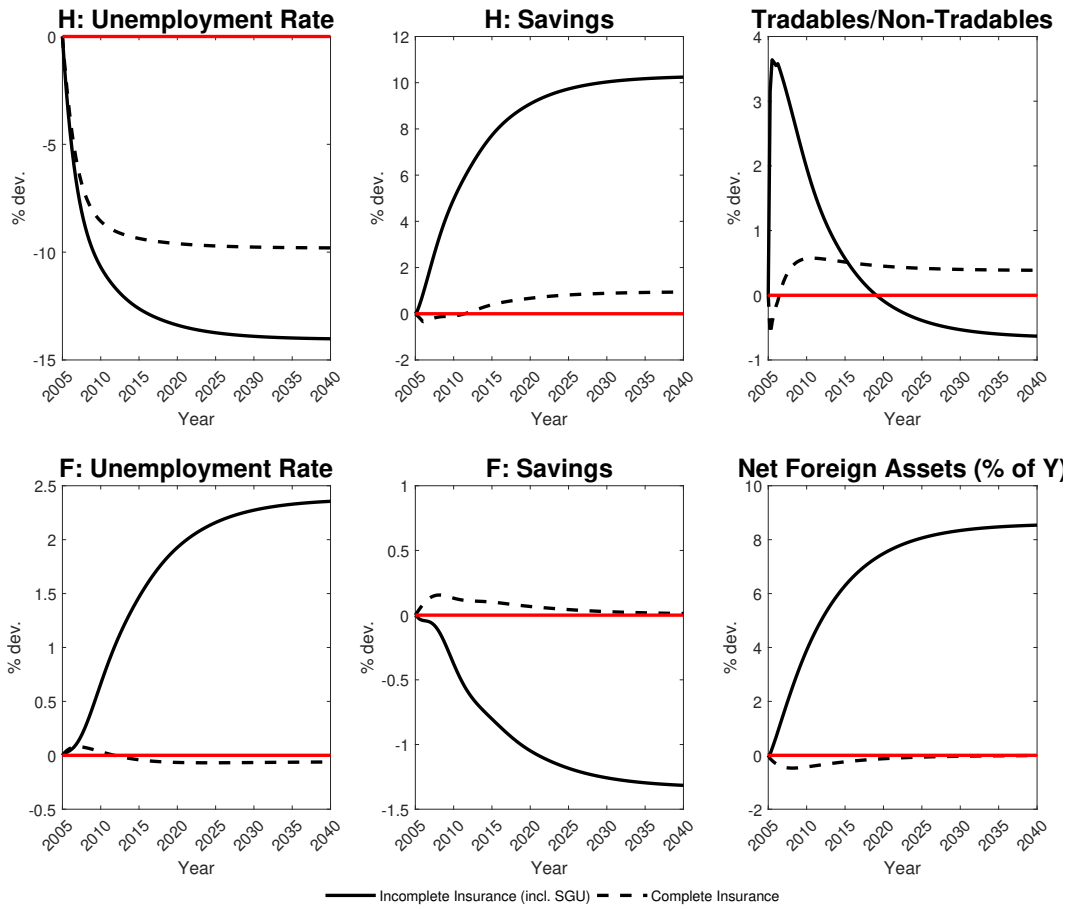 H: Unemployment Rate
% dev.
0
-5
-10
-15
2005 2010 2015 2020 2025 2030 2035 2040
Year
H: Savings
% dev.
12
10
8
6
4
2
0
-2
2005 2010 2015 2020 2025 2030 2035 2040
Year
Tradables/Non-Tradables
% dev.
4
3
2
1
0
-1
2005 2010 2015 2020 2025 2030 2035 2040
Year
F: Unemployment Rate
% dev.
2.5
2
1.5
1
0.5
0
-0.5
2005 2010 2015 2020 2025 2030 2035 2040
Year
F: Savings
% dev.
1
0.5
0
-0.5
-1
-1.5
2005 2010 2015 2020 2025 2030 2035 2040
Year
Net Foreign Assets (% of Y)
% dev.
10
8
6
4
2
0
-2
2005 2010 2015 2020 2025 2030 2035 2040
Year
Incomplete Insurance (incl. SGU) Complete Insurance